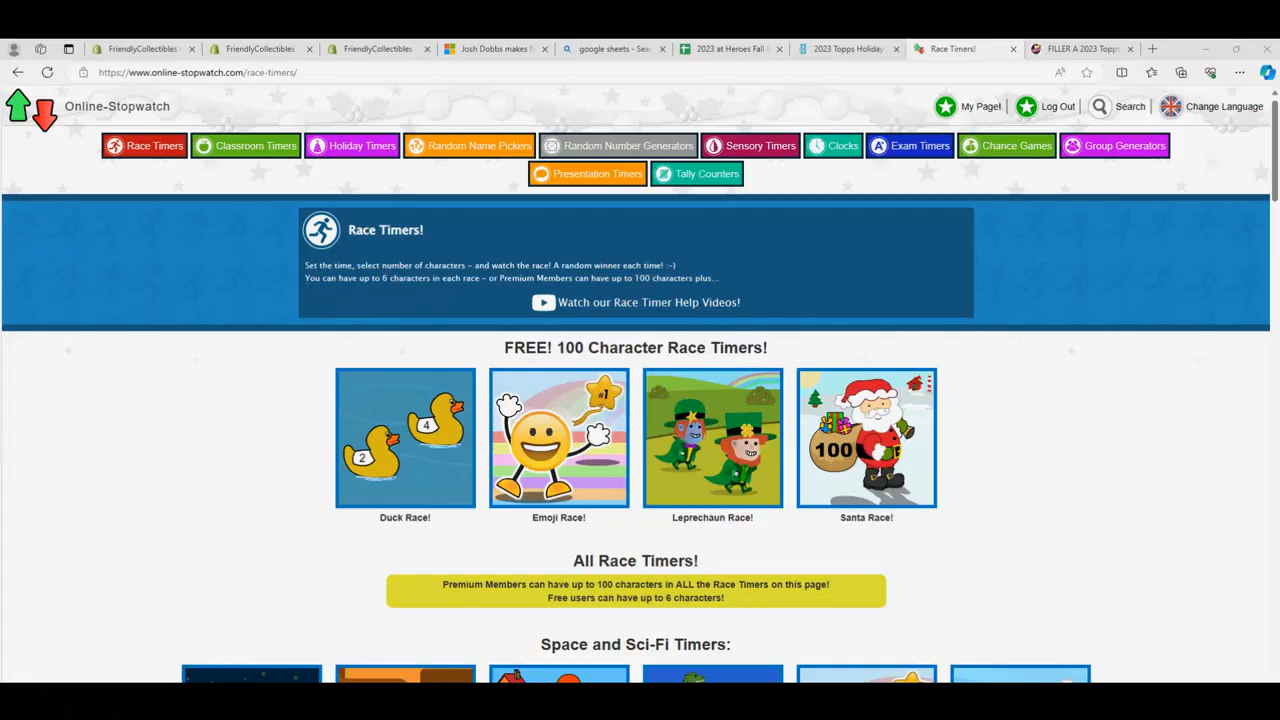 FriendlyCollectibles
FriendlyCollectibles
FriendlyCollectibles
Josh Dobbs makes
google sheets - Sea
2023 at Heroes Fall E
2023 Topps Holiday
Race Timers!
FILLER A 2023 Topps
https://www.online-stopwatch.com/race-timers/
Online-Stopwatch
My Page!
Log Out
Search
Change Language
Race Timers
Classroom Timers
Holiday Timers
Random Name Pickers
Random Number Generators
Sensory Timers
Clocks
Exam Timers
Chance Games
Group Generators
Presentation Timers
Tally Counters
Race Timers!
Set the time, select number of characters - and watch the race! A random winner each time! :-)
You can have up to 6 characters in each race - or Premium Members can have up to 100 characters plus...
Watch our Race Timer Help Videos!
FREE! 100 Character Race Timers!
2
4
#1
100
Duck Race!
Emoji Race!
Leprechaun Race!
Santa Race!
All Race Timers!
Premium Members can have up to 100 characters in ALL the Race Timers on this page!
Free users can have up to 6 characters!
Space and Sci-Fi Timers: